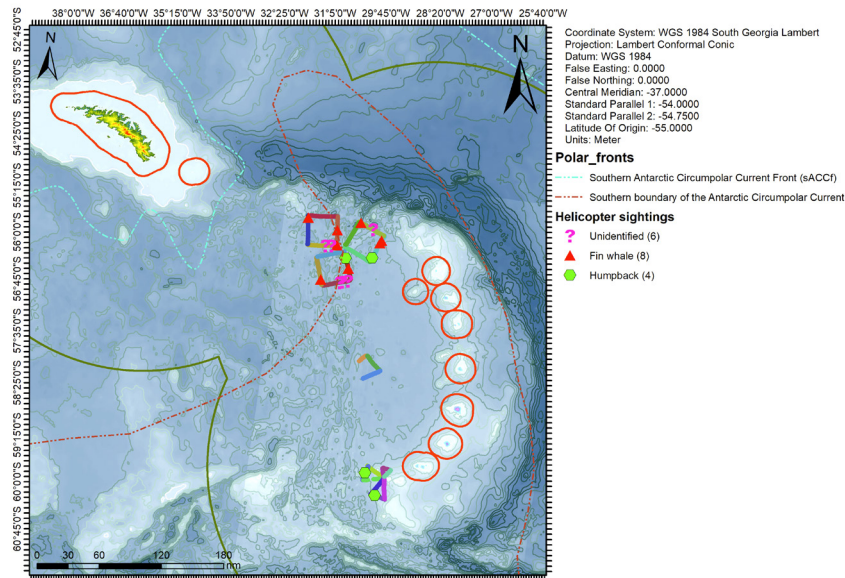 38°0'0"W 36°40'0"W 35°15'0"W 33°50'0"W 32°25'0"W 31°5'0"W 29°45'0"W 28°20'0"W 27°0'0"W 25°40'0"W
52°45'0"S
53°35'0"S
54°25'0"S
55°15'0"S
56°0'0"S
56°45'0"S
57°35'0"S
58°25'0"S
59°15'0"S
60°0'0"S
60°45'0"S
N
N
0 30 60 120 180
nm
Coordinate System: WGS 1984 South Georgia Lambert
Projection: Lambert Conformal Conic
Datum: WGS 1984
False Easting: 0.0000
False Northing: 0.0000
Central Meridian: -37.0000
Standard Parallel 1: -54.0000
Standard Parallel 2: -54.7500
Latitude Of Origin: -55.0000
Units: Meter
Polar_fronts
Southern Antarctic Circumpolar Current Front (sACCf)
Southern boundary of the Antarctic Circumpolar Current
Helicopter sightings
? Unidentified (6)
Fin whale (8)
Humpback (4)